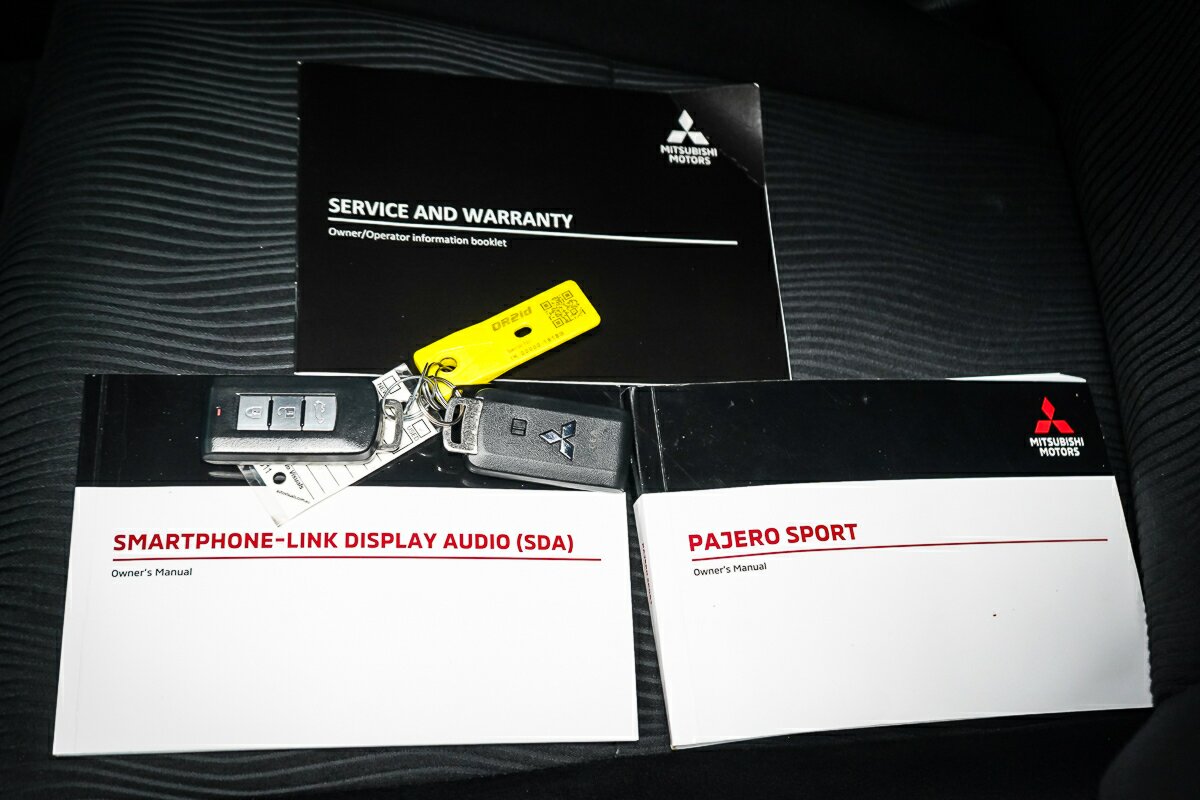 MITSUBISHI
MOTORS
SERVICE AND WARRANTY
Owner/Operator information booklet
DR2id
SMARTPHONE-LINK DISPLAY AUDIO (SDA)
Owner's Manual
MITSUBISHI
MOTORS
PAJERO SPORT
Owner's Manual